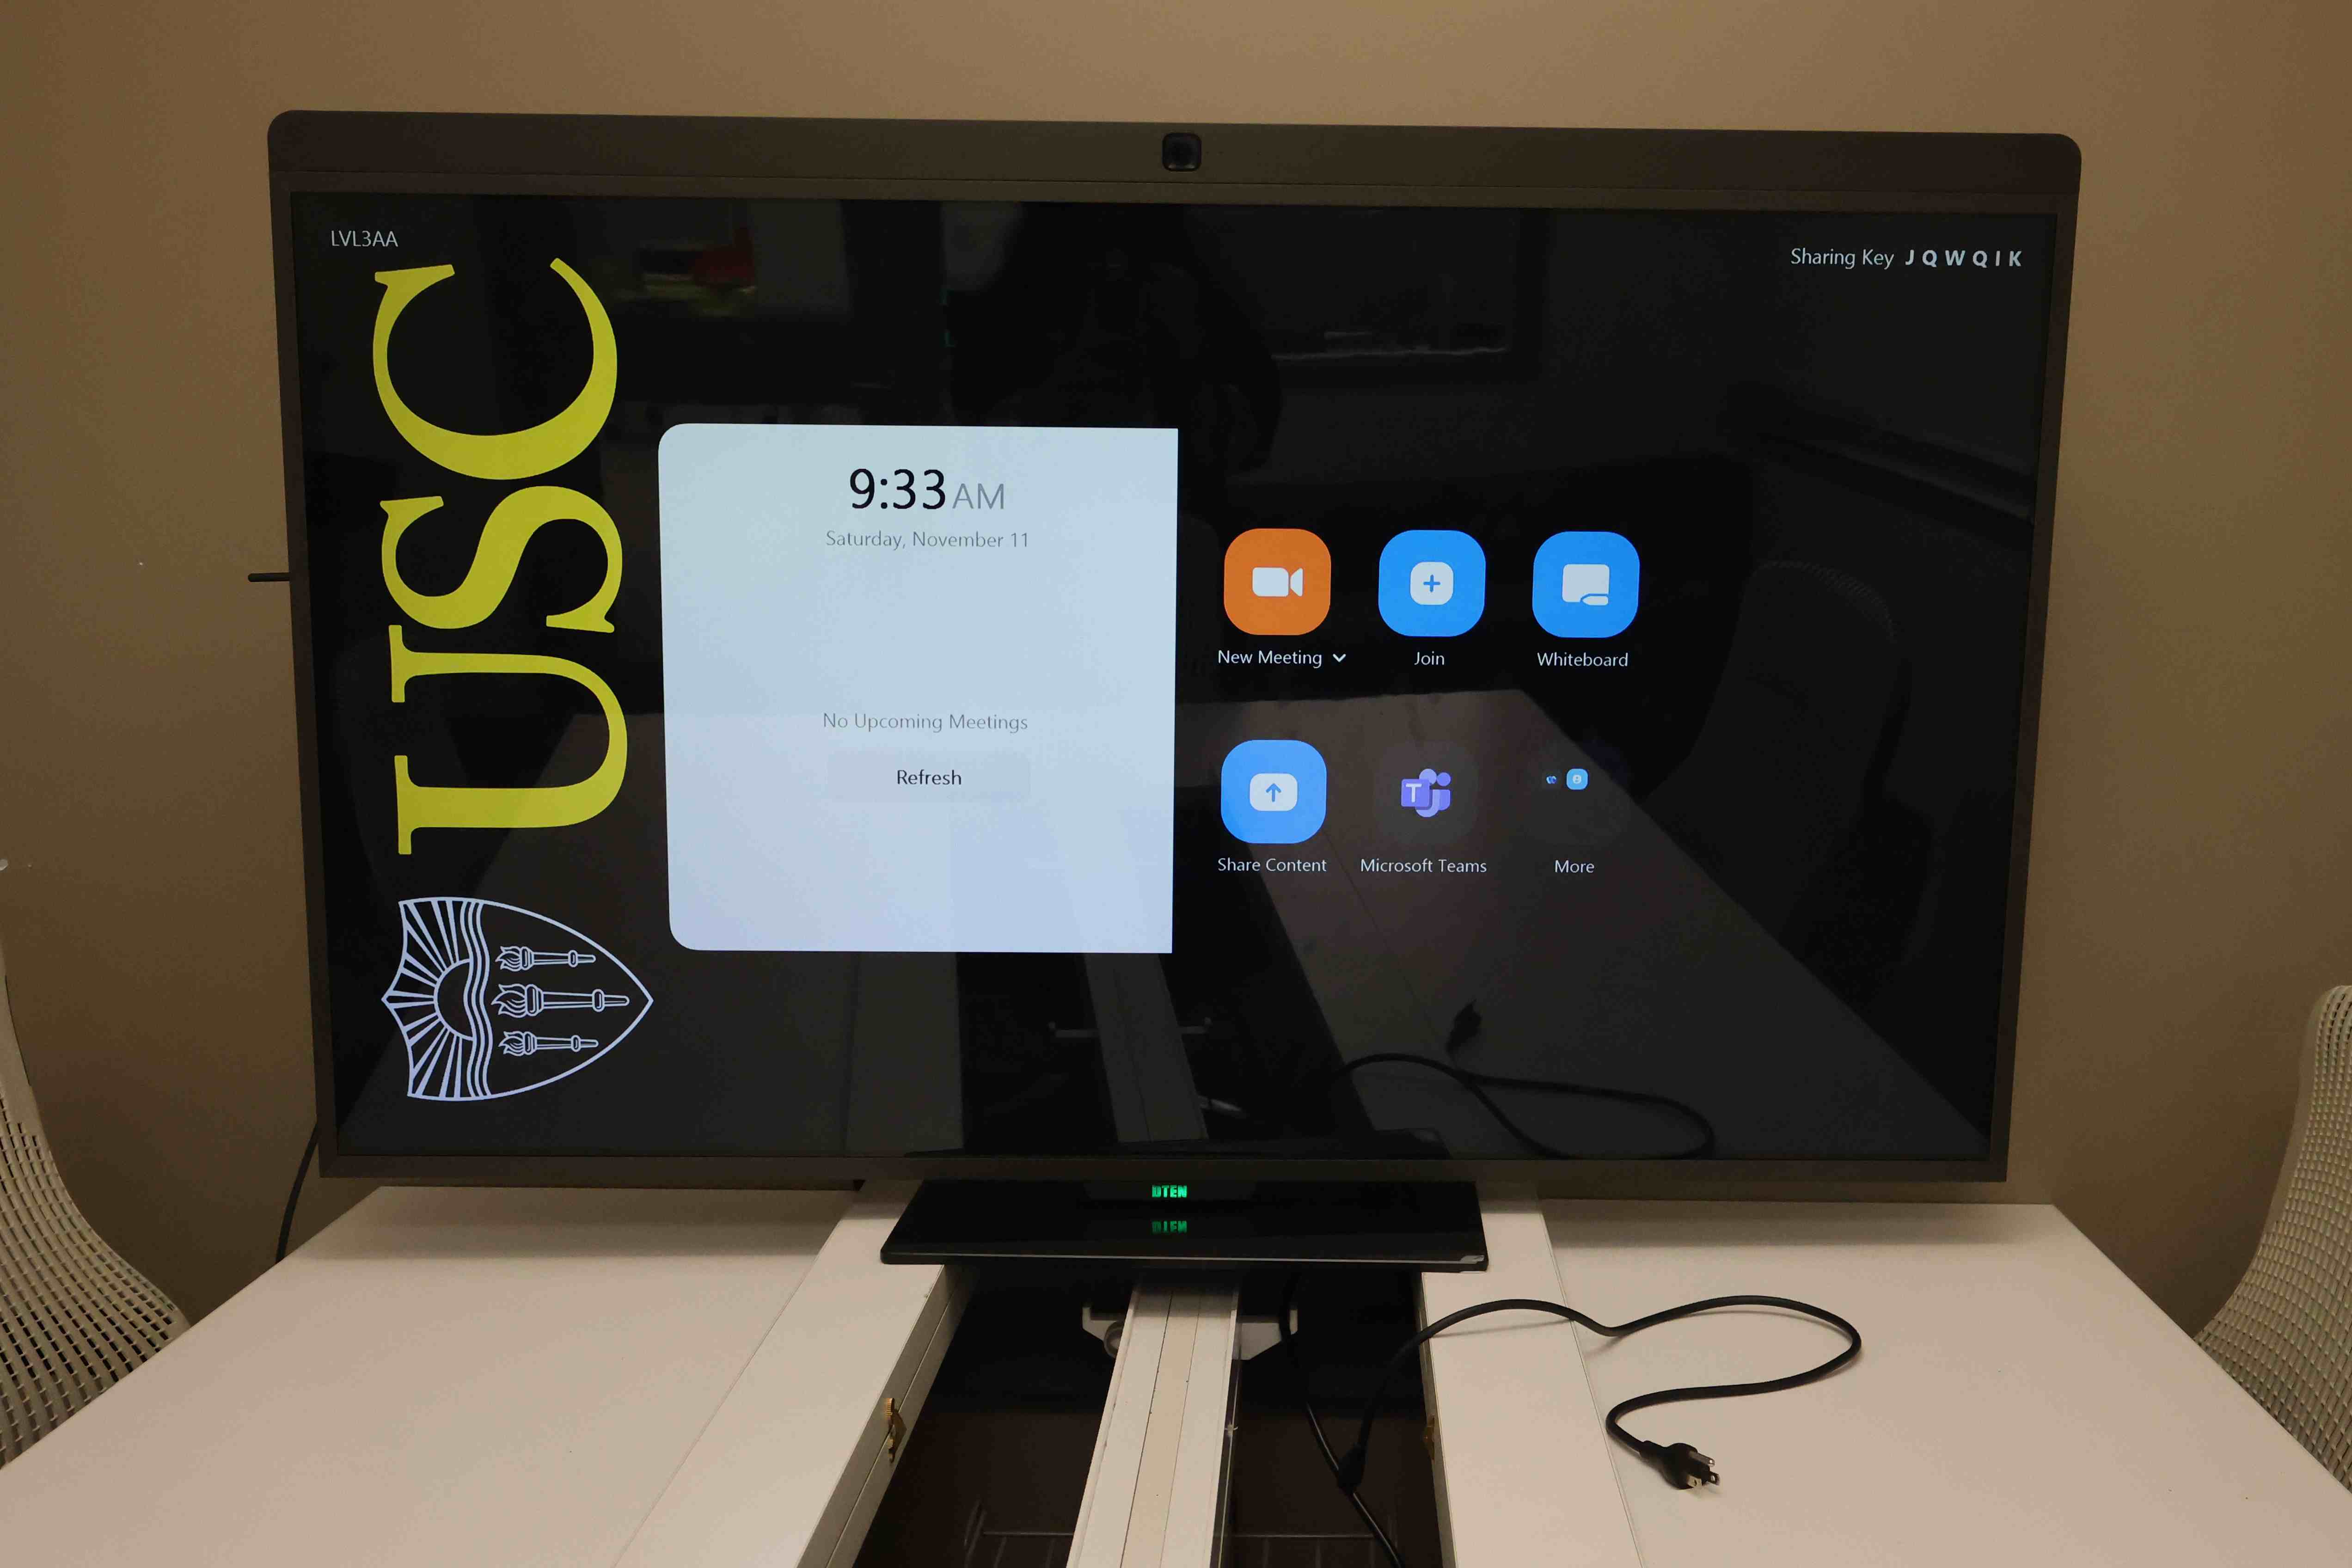 LVL3AA
Sharing Key JQWQIK
USC
9:33 AM
Saturday, November 11
No Upcoming Meetings
Refresh
New Meeting
Join
Whiteboard
Share Content
T
Microsoft Teams
More
DTEN